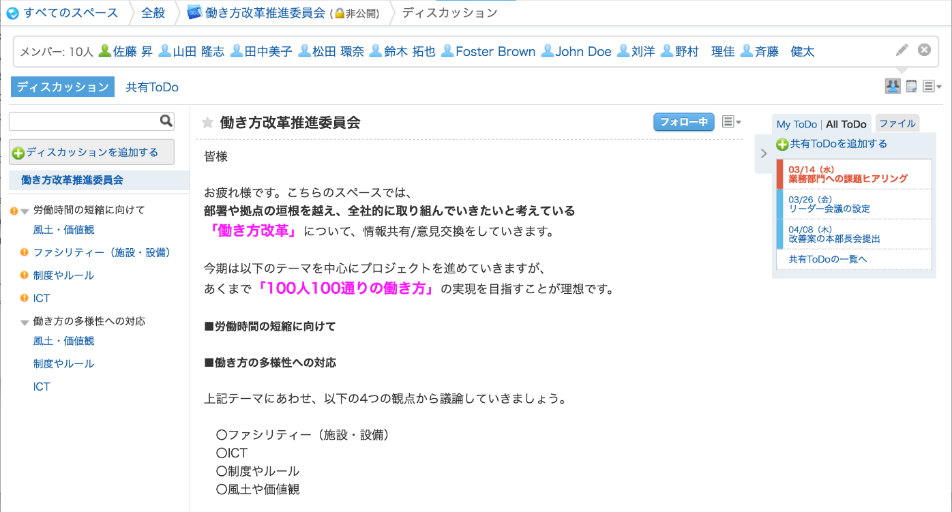 すべてのスペース 全般 働き方改革推進委員会 (非公開) ディスカッション
メンバー: 10人 佐藤 昇 山田 隆志 田中美子 松田 環奈 鈴木 拓也 Foster Brown John Doe 刘洋 野村 理佳 斉藤 健太
ディスカッション 共有ToDo
ディスカッションを追加する
働き方改革推進委員会
労働時間の短縮に向けて
風土・価値観
ファシリティー（施設・設備）
制度やルール
ICT
働き方の多様性への対応
風土・価値観
制度やルール
ICT
働き方改革推進委員会
フォロー中
皆様
お疲れ様です。こちらのスペースでは、
部署や拠点の垣根を越え、全社的に取り組んでいきたいと考えている
「働き方改革」について、情報共有/意見交換をしていきます。
今期は以下のテーマを中心にプロジェクトを進めていきますが、
あくまで「100人100通りの働き方」の実現を目指すことが理想です。
■労働時間の短縮に向けて
■働き方の多様性への対応
上記テーマにあわせ、以下の4つの観点から議論していきましょう。
〇ファシリティー（施設・設備）
〇ICT
〇制度やルール
〇風土や価値観
My ToDo | All ToDo ファイル
共有ToDoを追加する
03/14（水）
業務部門への課題ヒアリング
03/26（金）
リーダー会議の設定
04/08（木）
改善案の本部長会提出
共有ToDoの一覧へ